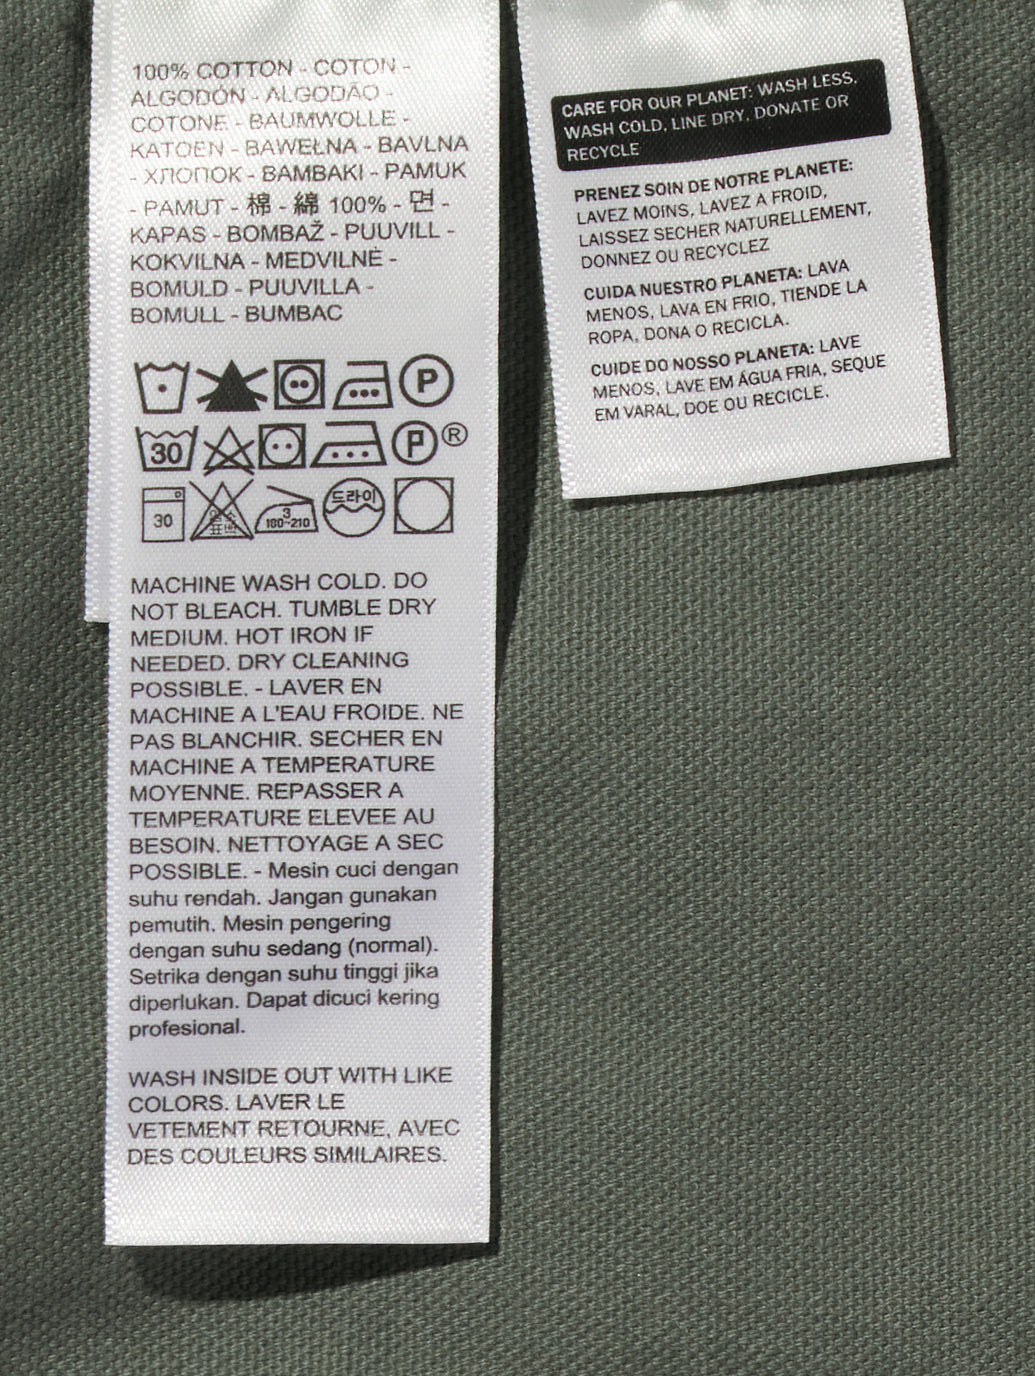 100% COTTON - COTON -
ALGODÓN - ALGODÃO -
COTONE - BAUMWOLLE -
KATOEN - BAWEŁNA - BAVLNA
- ХЛОПОК - BAMBAKI - PAMUK
- PAMUT - 棉 - 綿 100% - 면 -
KAPAS - BOMBAŽ - PUUVILL -
KOKVILNA - MEDVILNĖ -
BOMULD - PUUVILLA -
BOMULL - BUMBAC
P
30 P ®
30 3 180~210 드라이
MACHINE WASH COLD. DO
NOT BLEACH. TUMBLE DRY
MEDIUM. HOT IRON IF
NEEDED. DRY CLEANING
POSSIBLE. - LAVER EN
MACHINE A L'EAU FROIDE. NE
PAS BLANCHIR. SECHER EN
MACHINE A TEMPERATURE
MOYENNE. REPASSER A
TEMPERATURE ELEVEE AU
BESOIN. NETTOYAGE A SEC
POSSIBLE. - Mesin cuci dengan
suhu rendah. Jangan gunakan
pemutih. Mesin pengering
dengan suhu sedang (normal).
Setrika dengan suhu tinggi jika
diperlukan. Dapat dicuci kering
profesional.
WASH INSIDE OUT WITH LIKE
COLORS. LAVER LE
VETEMENT RETOURNE, AVEC
DES COULEURS SIMILAIRES.
CARE FOR OUR PLANET: WASH LESS,
WASH COLD, LINE DRY, DONATE OR
RECYCLE
PRENEZ SOIN DE NOTRE PLANETE:
LAVEZ MOINS, LAVEZ A FROID,
LAISSEZ SECHER NATURELLEMENT,
DONNEZ OU RECYCLEZ
CUIDA NUESTRO PLANETA: LAVA
MENOS, LAVA EN FRIO, TIENDE LA
ROPA, DONA O RECICLA.
CUIDE DO NOSSO PLANETA: LAVE
MENOS, LAVE EM ÁGUA FRIA, SEQUE
EM VARAL, DOE OU RECICLE.